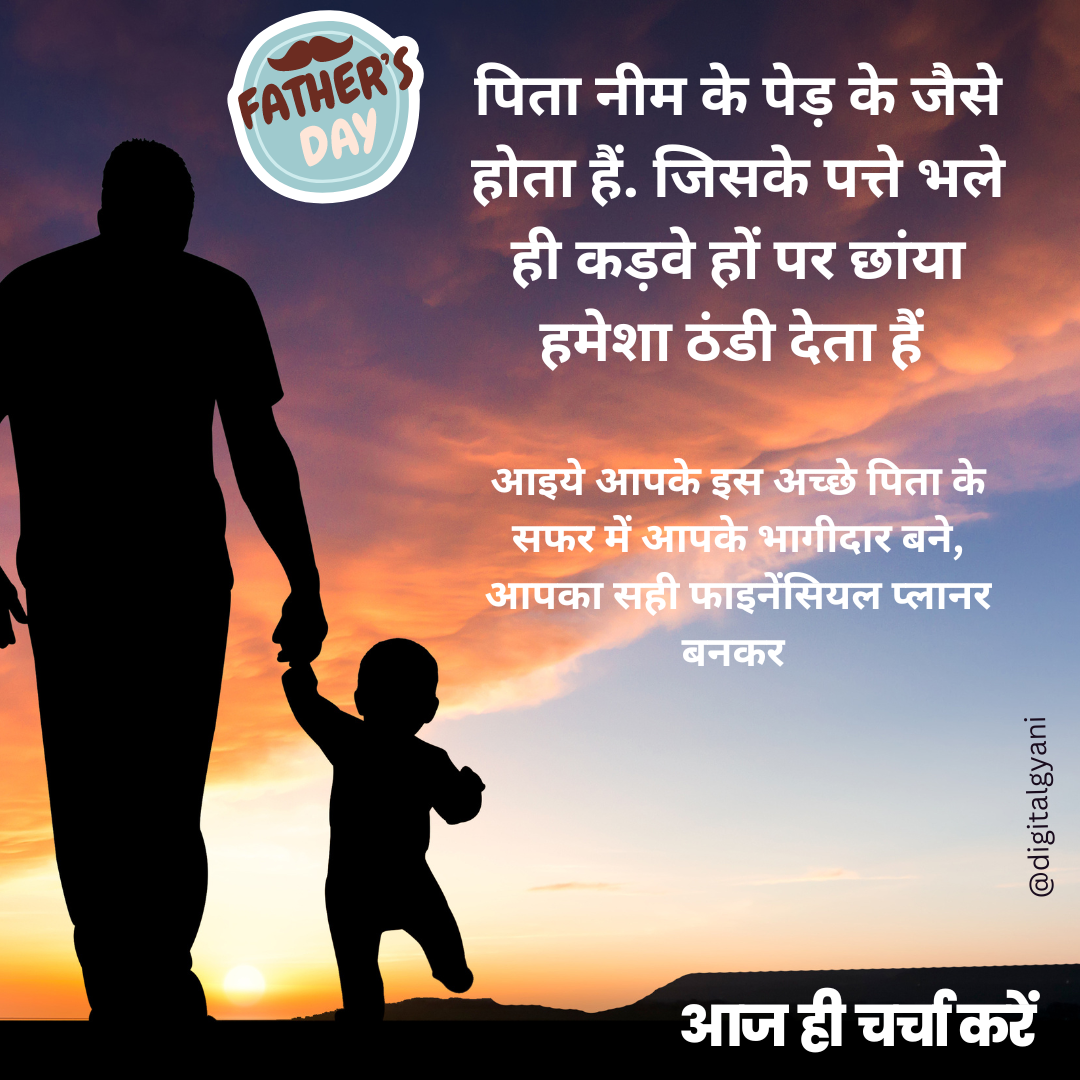 FATHER'S
DAY
पिता नीम के पेड़ के जैसे
होता हैं. जिसके पत्ते भले
ही कड़वे हों पर छांया
हमेशा ठंडी देता हैं
आइये आपके इस अच्छे पिता के
सफर में आपके भागीदार बने,
आपका सही फाइनेंसियल प्लानर
बनकर
@digitalgyani
आज ही चर्चा करें